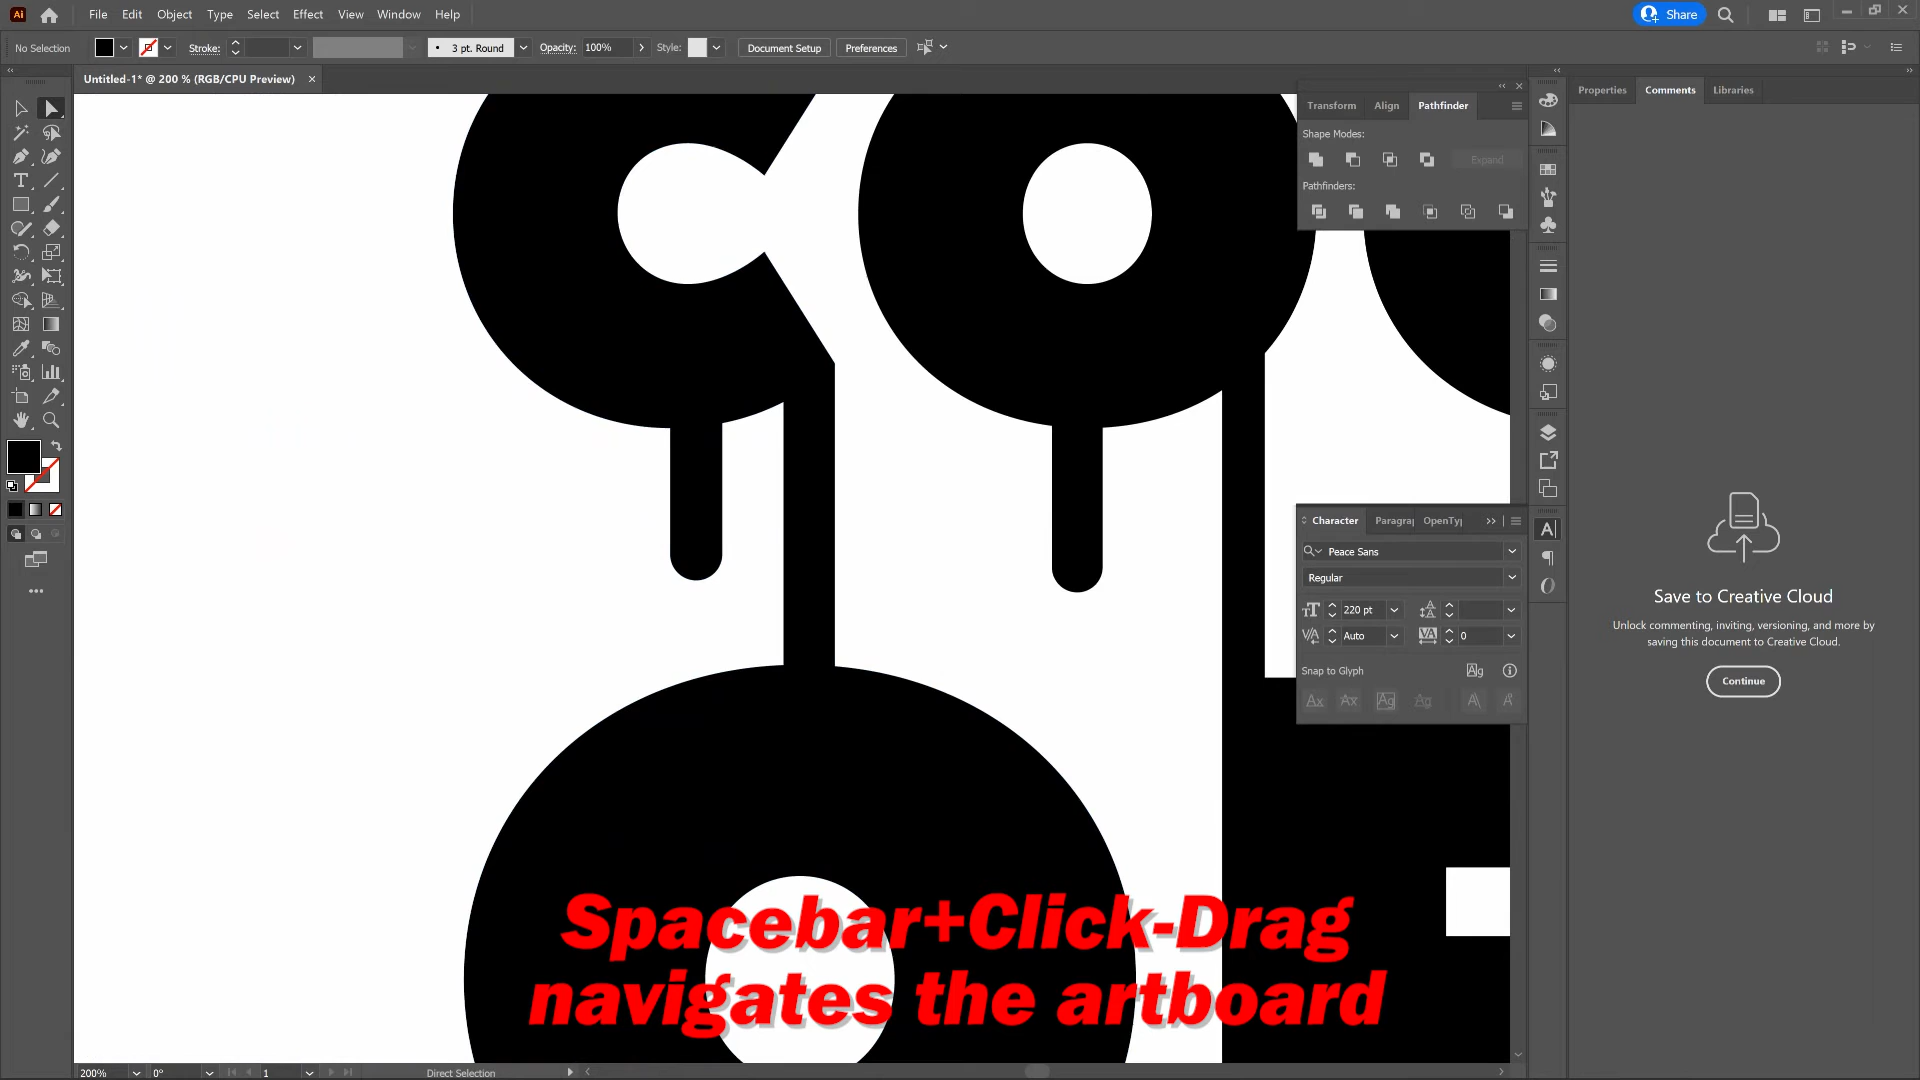 Ai File Edit Object Type Select Effect View Window Help Share
No Selection Stroke: 3 pt. Round Opacity: 100% Style: Document Setup Preferences
Untitled-1* @ 200 % (RGB/CPU Preview)
Properties Comments Libraries
Transform Align Pathfinder
Shape Modes:
Expand
Pathfinders:
Character Paragra OpenTy
Peace Sans
Regular
220 pt
Auto 0
Snap to Glyph
Save to Creative Cloud
Unlock commenting, inviting, versioning, and more by
saving this document to Creative Cloud.
Continue
Spacebar+Click-Drag
navigates the artboard
200% 0° 1 Direct Selection